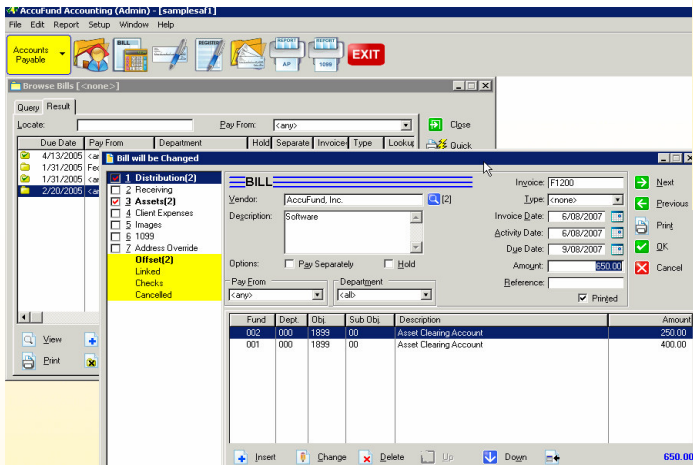 AccuFund Accounting (Admin) - [samplesaf1]
File Edit Report Setup Window Help
Accounts Payable
BILL REGISTER REPORT AP REPORT 1099 EXIT
Browse Bills [<none>]
Query Result
Locate: Pay From: <any> Close
Due Date Pay From Department Hold Separate Invoice Type Lookup Quick
4/13/2005
1/31/2005
1/31/2005
2/20/2005
View
Print
Bill will be Changed
1 Distribution(2)
2 Receiving
3 Assets(2)
4 Client Expenses
5 Images
6 1099
7 Address Override
Offset(2)
Linked
Checks
Cancelled
BILL
Vendor: AccuFund, Inc. [2]
Description: Software
Options: Pay Separately Hold
Pay From Department
<any> <all>
Invoice: F1200
Type: <none>
Invoice Date: 6/08/2007
Activity Date: 6/08/2007
Due Date: 9/08/2007
Amount: 650.00
Reference:
Printed
Next
Previous
Print
OK
Cancel
Fund Dept. Obj. Sub Obj. Description Amount
002 000 1899 00 Asset Clearing Account 250.00
001 000 1899 00 Asset Clearing Account 400.00
Insert Change Delete Up Down 650.00